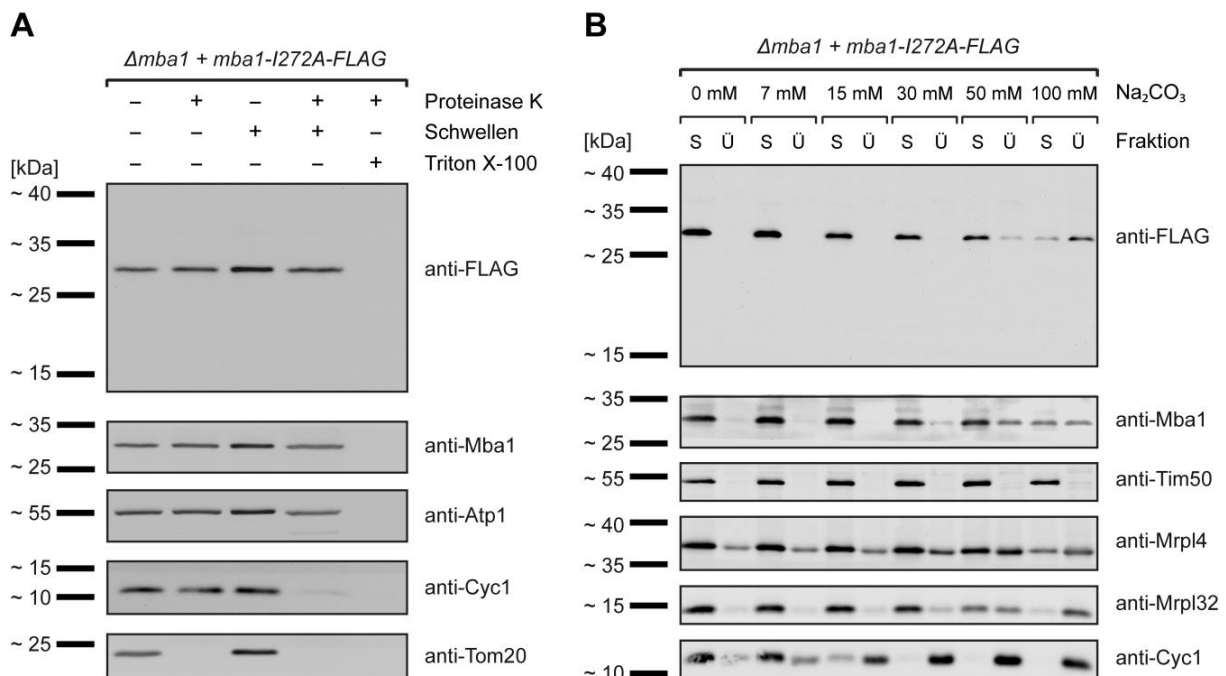 A
Δmba1 + mba1-I272A-FLAG
– + – + + Proteinase K
– – + + – Schwellen
– – – – + Triton X-100
[kDa]
~ 40
~ 35
anti-FLAG
~ 25
~ 15
~ 35
anti-Mba1
~ 25
~ 55 anti-Atp1
~ 15
anti-Cyc1
~ 10
~ 25
anti-Tom20
B
Δmba1 + mba1-I272A-FLAG
0 mM 7 mM 15 mM 30 mM 50 mM 100 mM Na₂CO₃
[kDa] S Ü S Ü S Ü S Ü S Ü S Ü Fraktion
~ 40
~ 35
anti-FLAG
~ 25
~ 15
~ 35
anti-Mba1
~ 25
~ 55 anti-Tim50
~ 40
anti-Mrpl4
~ 35
~ 15 anti-Mrpl32
anti-Cyc1
~ 10